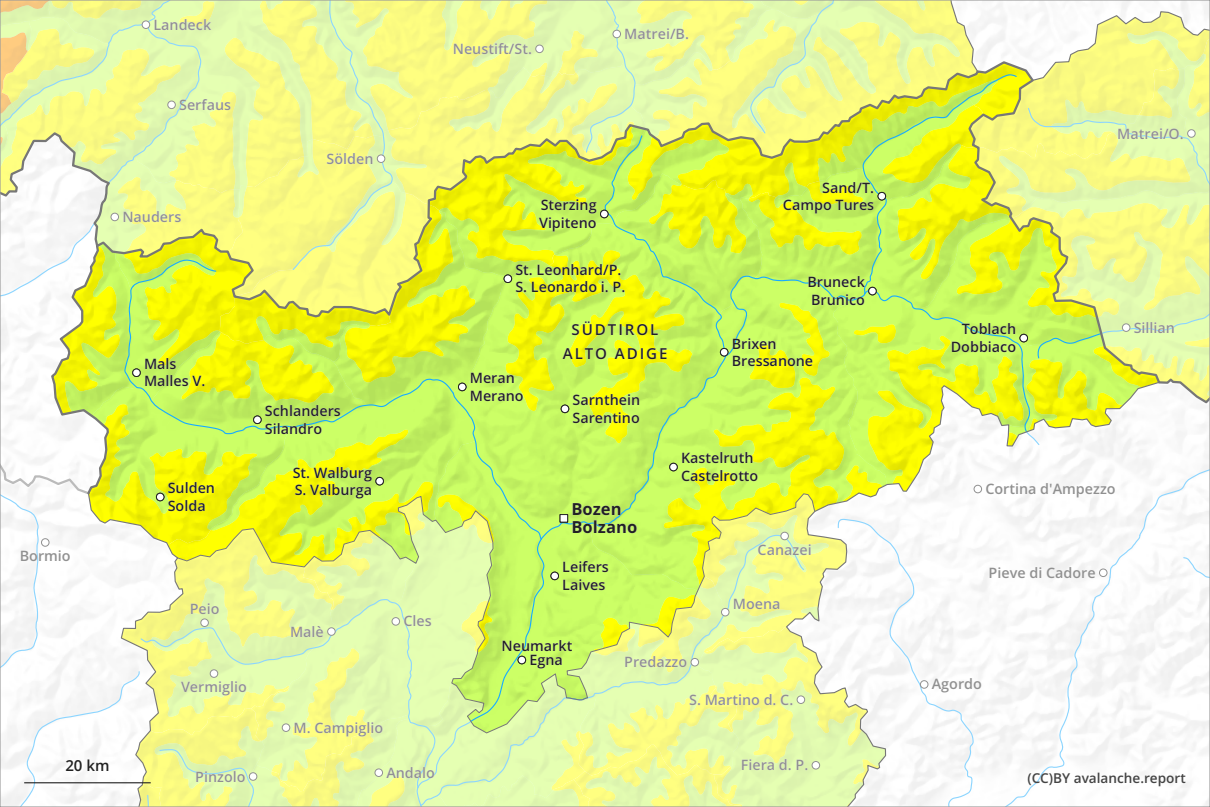 Landeck
Matrei/B.
Neustift/St.
Serfaus
Matrei/O.
Sölden
Nauders
Sand/T.
Campo Tures
Sterzing
Vipiteno
St. Leonhard/P.
S. Leonardo i. P.
Bruneck
Brunico
SÜDTIROL
ALTO ADIGE
Toblach
Dobbiaco
Sillian
Brixen
Bressanone
Mals
Malles V.
Meran
Merano
Sarnthein
Sarentino
Schlanders
Silandro
Kastelruth
Castelrotto
St. Walburg
S. Valburga
Sulden
Solda
Cortina d'Ampezzo
Bozen
Bolzano
Bormio
Canazei
Leifers
Laives
Pieve di Cadore
Peio
Moena
Cles
Malè
Neumarkt
Egna
Predazzo
Vermiglio
Agordo
S. Martino d. C.
M. Campiglio
20 km
Pinzolo
Andalo
Fiera d. P.
(CC)BY avalanche.report